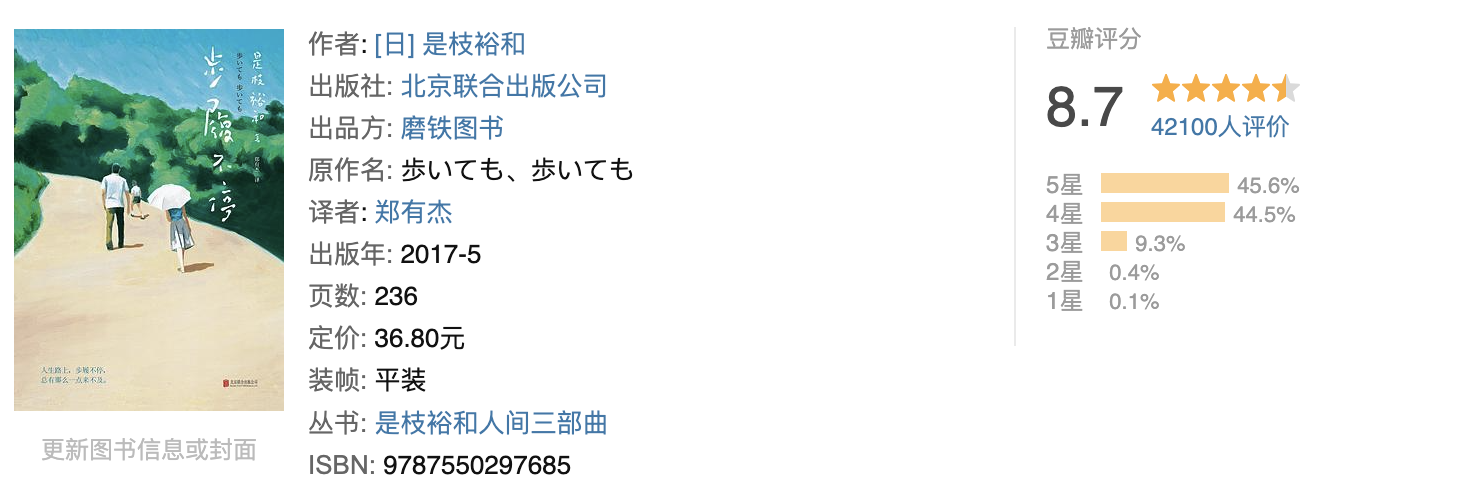 步履不停
歩いても 歩いても
是枝裕和 著
郑有杰 译
人生路上,步履不停,
总有那么一点来不及。
北京联合出版公司
更新图书信息或封面
作者: [日] 是枝裕和
出版社: 北京联合出版公司
出品方: 磨铁图书
原作名: 歩いても、歩いても
译者: 郑有杰
出版年: 2017-5
页数: 236
定价: 36.80元
装帧: 平装
丛书: 是枝裕和人间三部曲
ISBN: 9787550297685
豆瓣评分
8.7
42100人评价
5星 45.6%
4星 44.5%
3星 9.3%
2星 0.4%
1星 0.1%